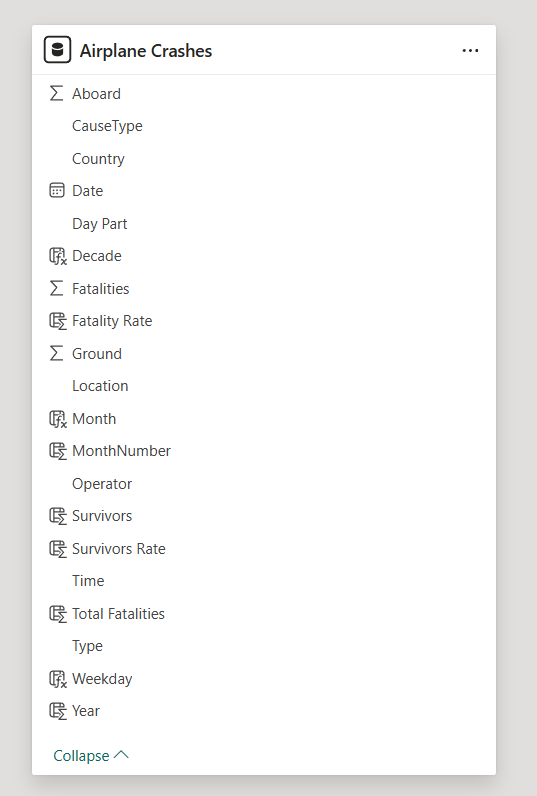 Airplane Crashes
Aboard
CauseType
Country
Date
Day Part
Decade
Fatalities
Fatality Rate
Ground
Location
Month
MonthNumber
Operator
Survivors
Survivors Rate
Time
Total Fatalities
Type
Weekday
Year
Collapse